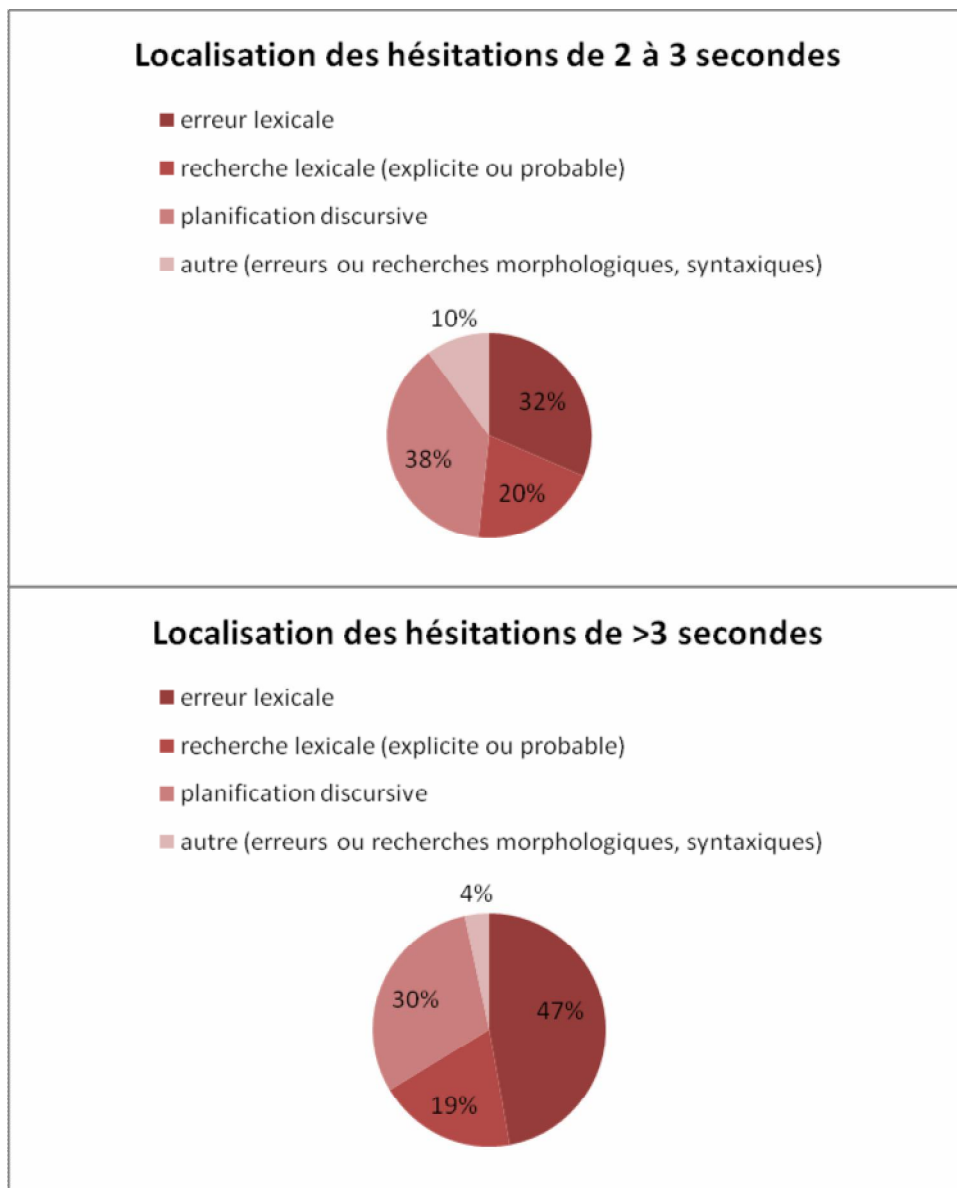 Localisation des hésitations de 2 à 3 secondes
erreur lexicale
recherche lexicale (explicite ou probable)
planification discursive
autre (erreurs ou recherches morphologiques, syntaxiques)
10%
32%
38%
20%
Localisation des hésitations de >3 secondes
erreur lexicale
recherche lexicale (explicite ou probable)
planification discursive
autre (erreurs ou recherches morphologiques, syntaxiques)
4%
30%
47%
19%